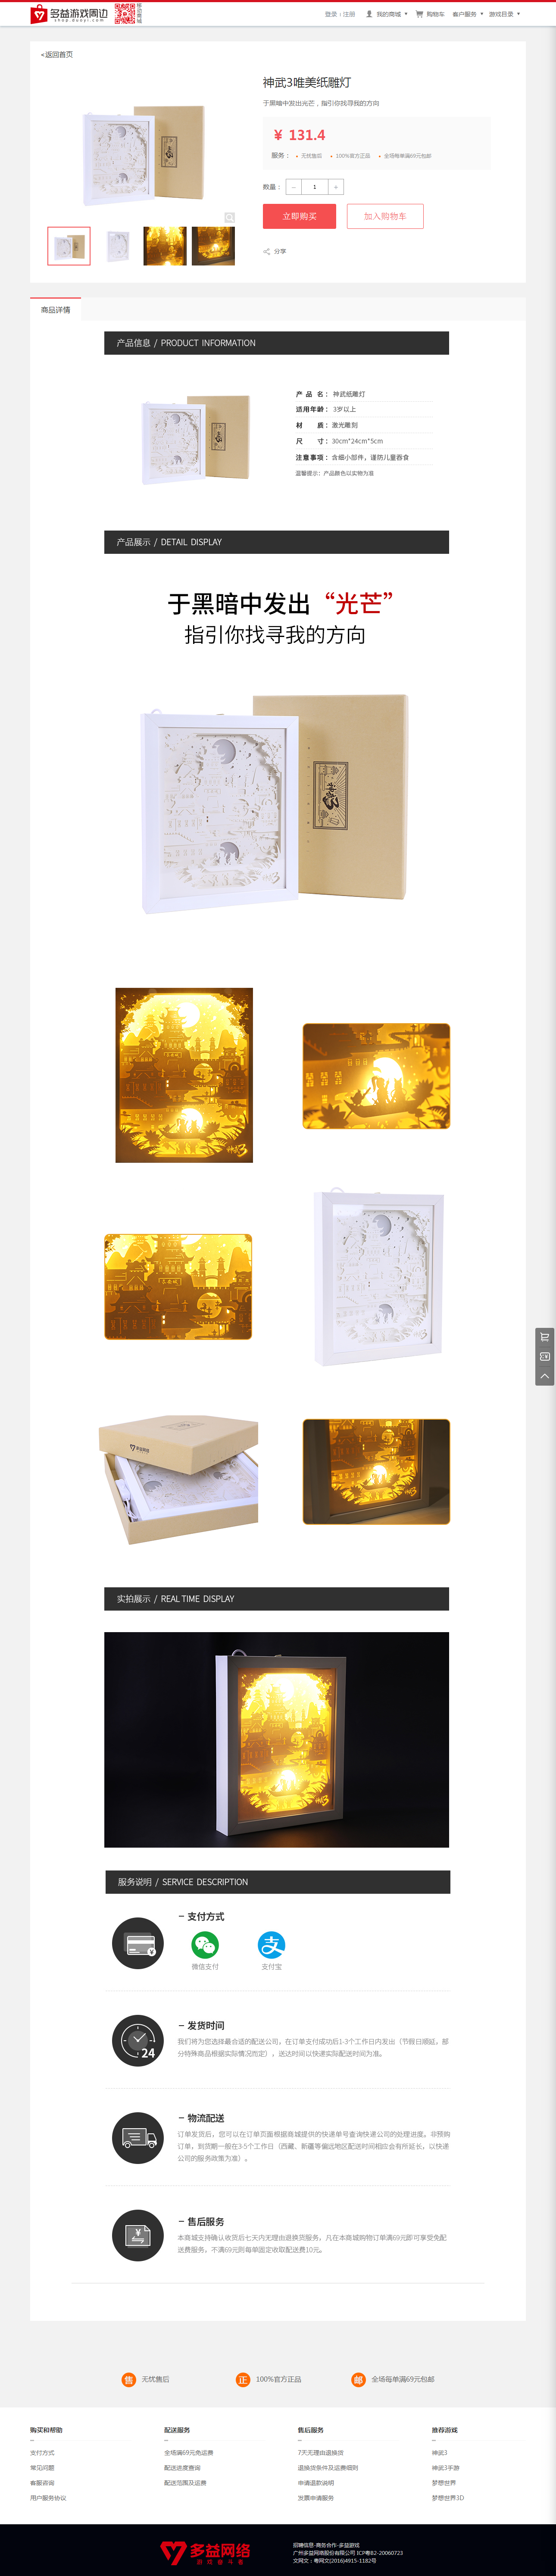 多益游戏周边
shop.duoyi.com
移动商城
登录 | 注册
我的商城 ▼
购物车
客户服务 ▼
游戏目录 ▼
<返回首页
神武3唯美纸雕灯
于黑暗中发出光芒，指引你找寻我的方向
¥ 131.4
服务： 无忧售后 100%官方正品 全场每单满69元包邮
数量： - 1 +
立即购买
加入购物车
分享
商品详情
产品信息 / PRODUCT INFORMATION
产 品 名： 神武纸雕灯
适用年龄： 3岁以上
材 质： 激光雕刻
尺 寸： 30cm*24cm*5cm
注意事项： 含细小部件，谨防儿童吞食
温馨提示：产品颜色以实物为准
产品展示 / DETAIL DISPLAY
于黑暗中发出“光芒”
指引你找寻我的方向
神武3
神武3
多益网络
神武3
实拍展示 / REAL TIME DISPLAY
服务说明 / SERVICE DESCRIPTION
- 支付方式
微信支付
支付宝
24
- 发货时间
我们将为您选择最合适的配送公司，在订单支付成功后1-3个工作日内发出（节假日顺延，部
分特殊商品根据实际情况而定），送达时间以快递实际配送时间为准。
- 物流配送
订单发货后，您可以在订单页面根据商城提供的快递单号查询快递公司的处理进度。非预购
订单，到货期一般在3-5个工作日（西藏、新疆等偏远地区配送时间相应会有所延长，以快递
公司的服务政策为准）。
- 售后服务
本商城支持确认收货后七天内无理由退换货服务，凡在本商城购物订单满69元即可享受免配
送费服务，不满69元则每单固定收取配送费10元。
售 无忧售后
正 100%官方正品
邮 全场每单满69元包邮
购买和帮助
支付方式
常见问题
客服咨询
用户服务协议
配送服务
全场满69元免运费
配送进度查询
配送范围及运费
售后服务
7天无理由退换货
退换货条件及运费细则
申请退款说明
发票申请服务
推荐游戏
神武3
神武3手游
梦想世界
梦想世界3D
多益网络
游戏奋斗者
招聘信息-商务合作-多益游戏
广州多益网络股份有限公司 ICP粤B2-20060723
文网文：粤网文(2016)4915-1182号